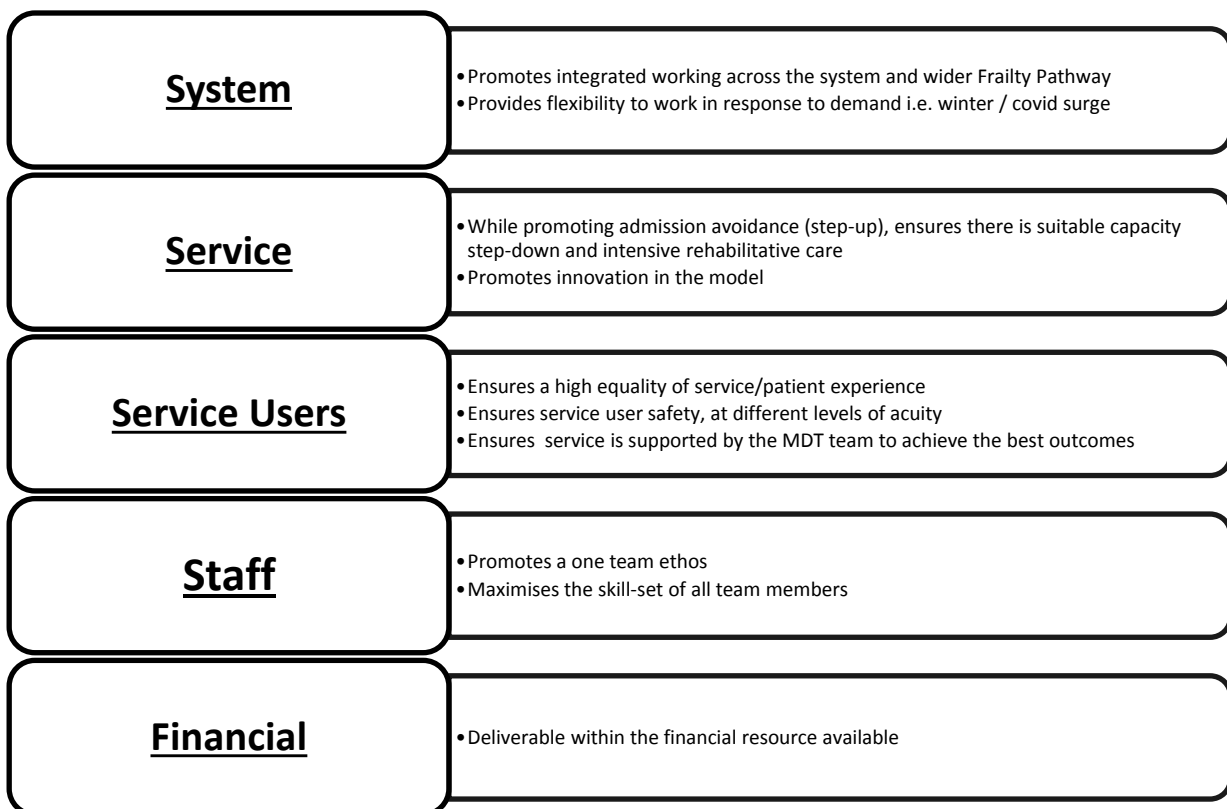 System
•Promotes integrated working across the system and wider Frailty Pathway
•Provides flexibility to work in response to demand i.e. winter / covid surge
Service
•While promoting admission avoidance (step-up), ensures there is suitable capacity
step-down and intensive rehabilitative care
•Promotes innovation in the model
Service Users
•Ensures a high equality of service/patient experience
•Ensures service user safety, at different levels of acuity
•Ensures service is supported by the MDT team to achieve the best outcomes
Staff
•Promotes a one team ethos
•Maximises the skill-set of all team members
Financial
•Deliverable within the financial resource available